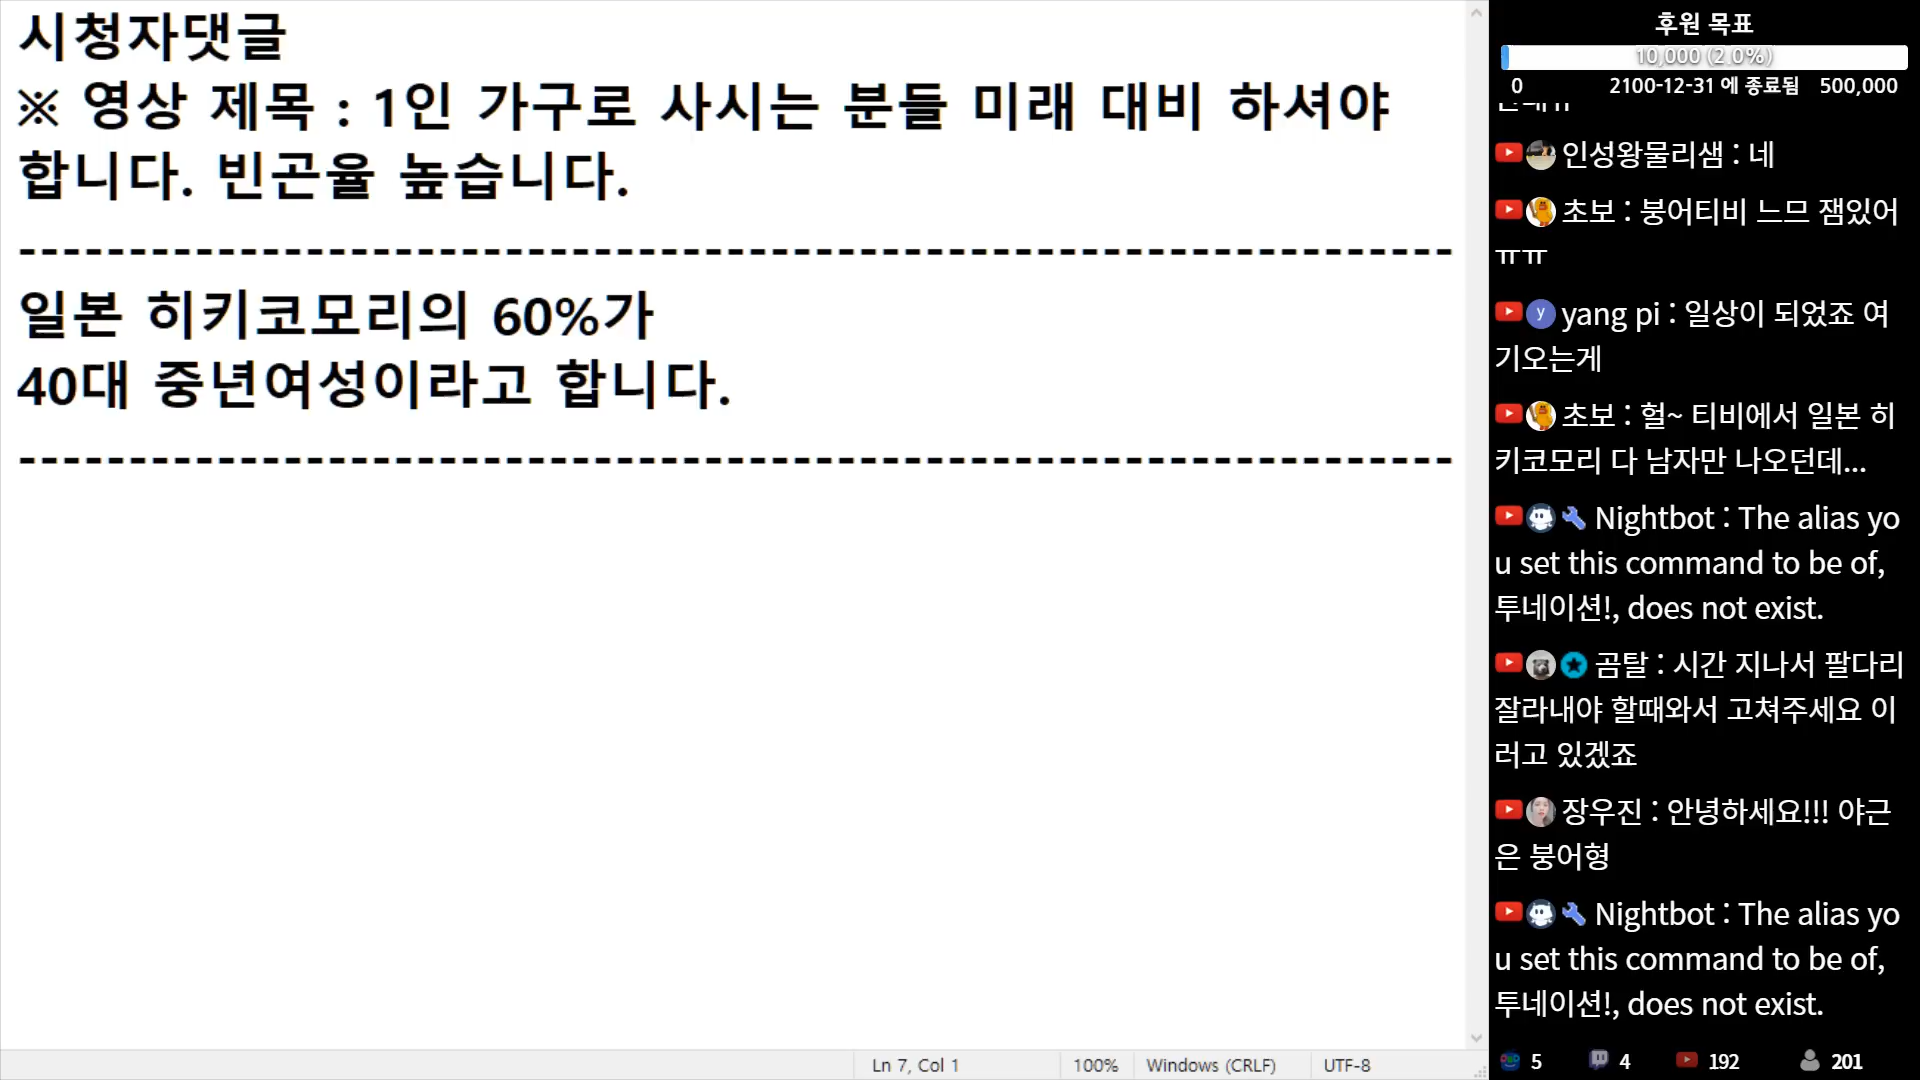 시청자댓글
※ 영상 제목 : 1인 가구로 사시는 분들 미래 대비 하셔야
합니다. 빈곤율 높습니다.
--------------------------------------------------------------------------------
일본 히키코모리의 60%가
40대 중년여성이라고 합니다.
--------------------------------------------------------------------------------
Ln 7, Col 1
100%
Windows (CRLF)
UTF-8
후원 목표
10,000 (2.0%)
0 2100-12-31 에 종료됨 500,000
인성왕물리샘 : 네
초보 : 붕어티비 느므 잼있어
ㅠㅠ
y yang pi : 일상이 되었죠 여
기오는게
초보 : 헐~ 티비에서 일본 히
키코모리 다 남자만 나오던데...
Nightbot : The alias yo
u set this command to be of,
투네이션!, does not exist.
곰탈 : 시간 지나서 팔다리
잘라내야 할때와서 고쳐주세요 이
러고 있겠죠
장우진 : 안녕하세요!!! 야근
은 붕어형
Nightbot : The alias yo
u set this command to be of,
투네이션!, does not exist.
5 4 192 201